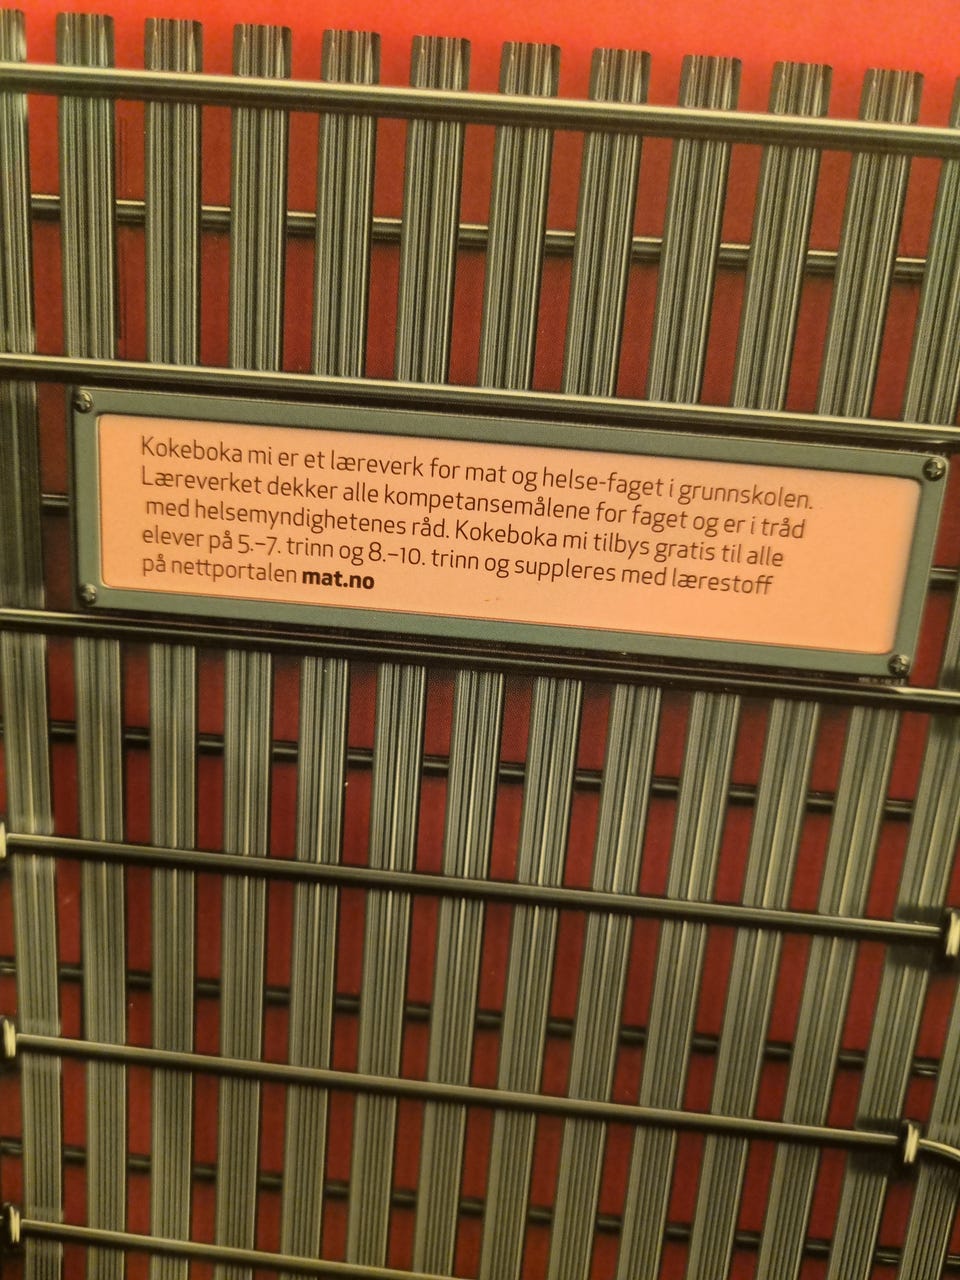 Kokeboka mi er et læreverk for mat og helse-faget i grunnskolen.
Læreverket dekker alle kompetansemålene for faget og er i tråd
med helsemyndighetenes råd. Kokeboka mi tilbys gratis til alle
elever på 5.–7. trinn og 8.–10. trinn og suppleres med lærestoff
på nettportalen mat.no